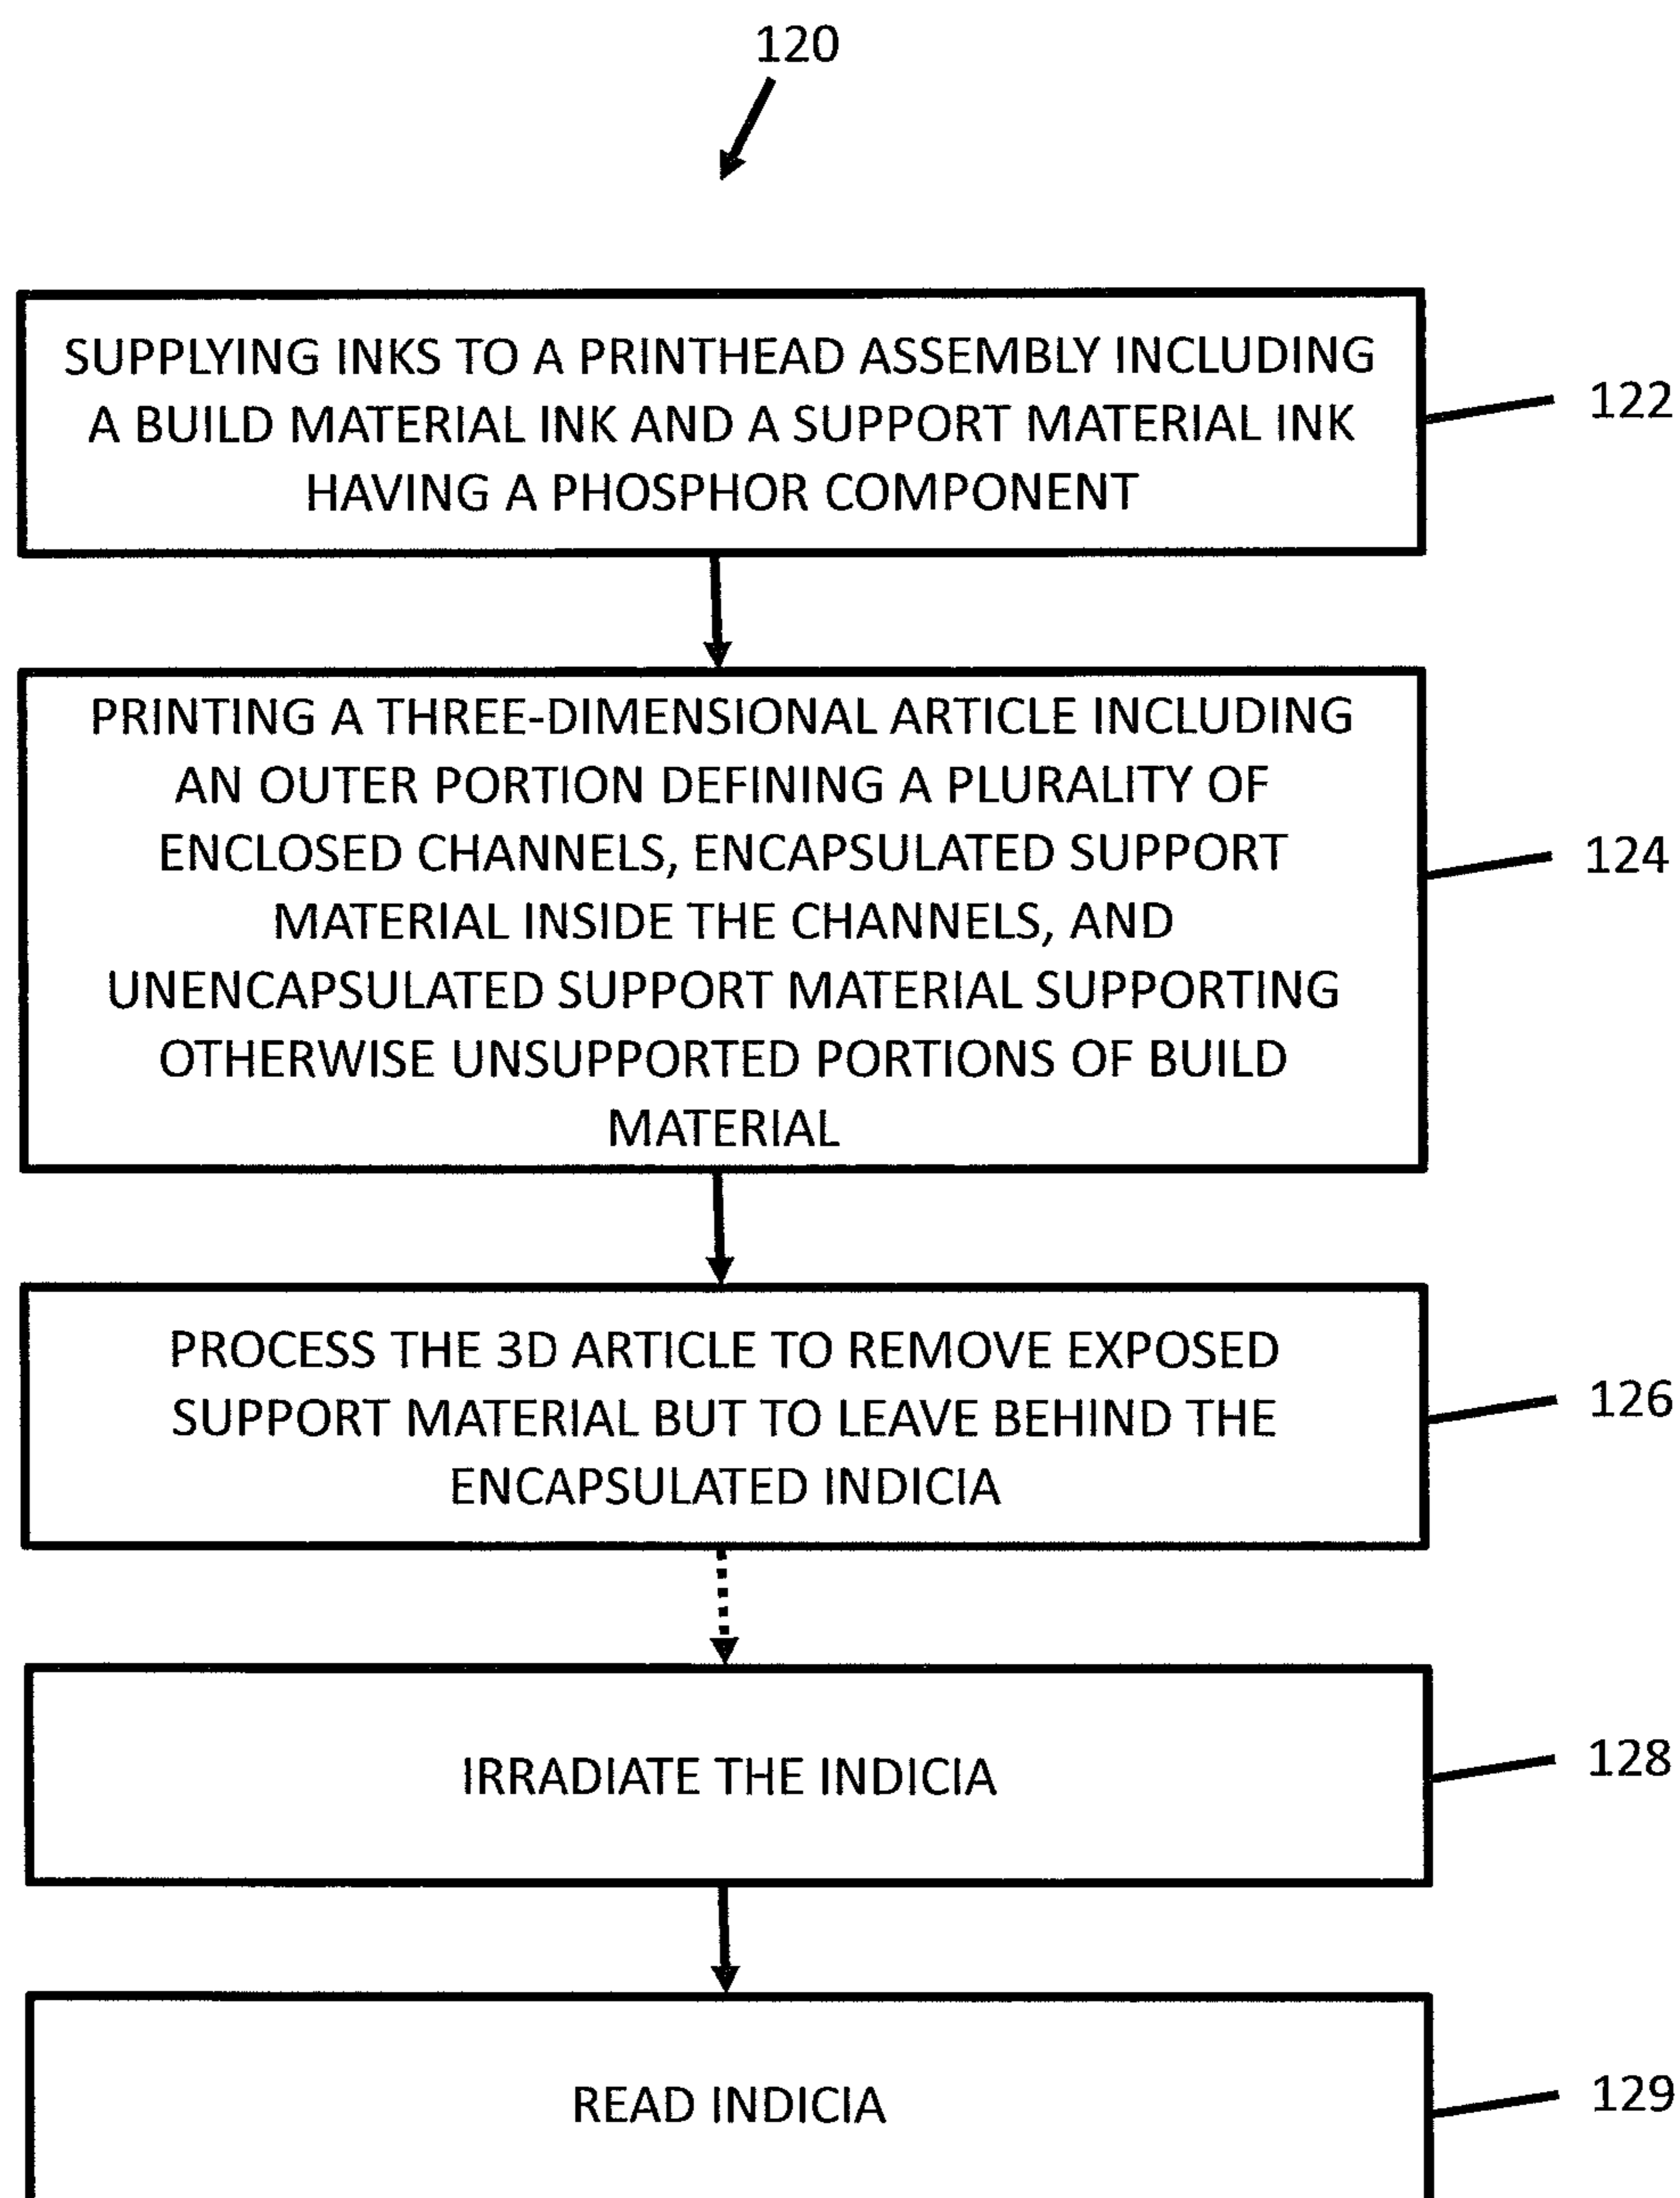 120
SUPPLYING INKS TO A PRINTHEAD ASSEMBLY INCLUDING
A BUILD MATERIAL INK AND A SUPPORT MATERIAL INK
HAVING A PHOSPHOR COMPONENT
122
PRINTING A THREE-DIMENSIONAL ARTICLE INCLUDING
AN OUTER PORTION DEFINING A PLURALITY OF
ENCLOSED CHANNELS, ENCAPSULATED SUPPORT
MATERIAL INSIDE THE CHANNELS, AND
UNENCAPSULATED SUPPORT MATERIAL SUPPORTING
OTHERWISE UNSUPPORTED PORTIONS OF BUILD
MATERIAL
124
PROCESS THE 3D ARTICLE TO REMOVE EXPOSED
SUPPORT MATERIAL BUT TO LEAVE BEHIND THE
ENCAPSULATED INDICIA
126
IRRADIATE THE INDICIA
128
READ INDICIA
129